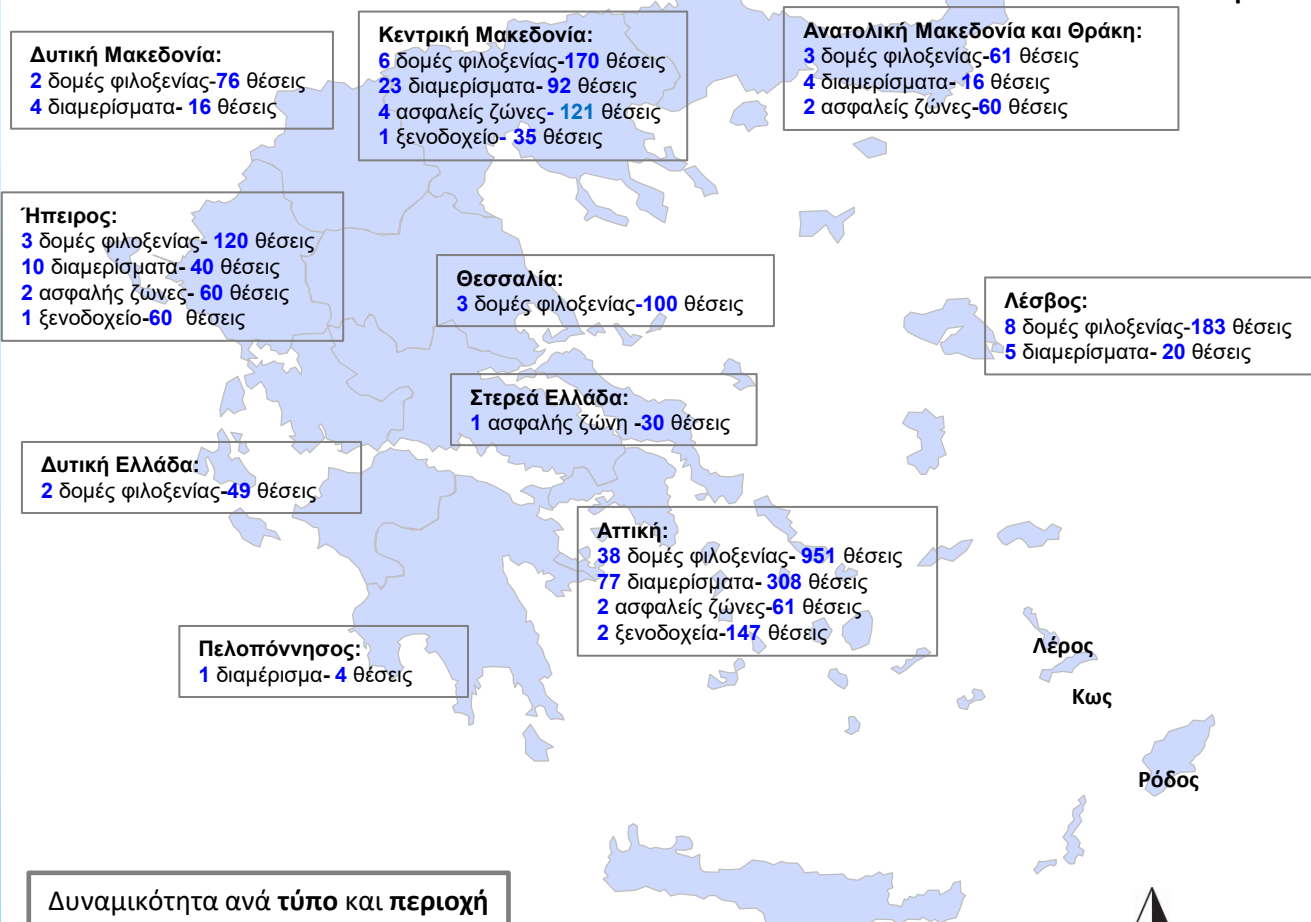 Δυτική Μακεδονία:
2 δομές φιλοξενίας-76 θέσεις
4 διαμερίσματα- 16 θέσεις
Κεντρική Μακεδονία:
6 δομές φιλοξενίας-170 θέσεις
23 διαμερίσματα- 92 θέσεις
4 ασφαλείς ζώνες- 121 θέσεις
1 ξενοδοχείο- 35 θέσεις
Ανατολική Μακεδονία και Θράκη:
3 δομές φιλοξενίας-61 θέσεις
4 διαμερίσματα- 16 θέσεις
2 ασφαλείς ζώνες-60 θέσεις
Ήπειρος:
3 δομές φιλοξενίας- 120 θέσεις
10 διαμερίσματα- 40 θέσεις
2 ασφαλής ζώνες- 60 θέσεις
1 ξενοδοχείο-60 θέσεις
Θεσσαλία:
3 δομές φιλοξενίας-100 θέσεις
Λέσβος:
8 δομές φιλοξενίας-183 θέσεις
5 διαμερίσματα- 20 θέσεις
Στερεά Ελλάδα:
1 ασφαλής ζώνη -30 θέσεις
Δυτική Ελλάδα:
2 δομές φιλοξενίας-49 θέσεις
Αττική:
38 δομές φιλοξενίας- 951 θέσεις
77 διαμερίσματα- 308 θέσεις
2 ασφαλείς ζώνες-61 θέσεις
2 ξενοδοχεία-147 θέσεις
Πελοπόννησος:
1 διαμέρισμα- 4 θέσεις
Λέρος
Κως
Ρόδος
Δυναμικότητα ανά τύπο και περιοχή